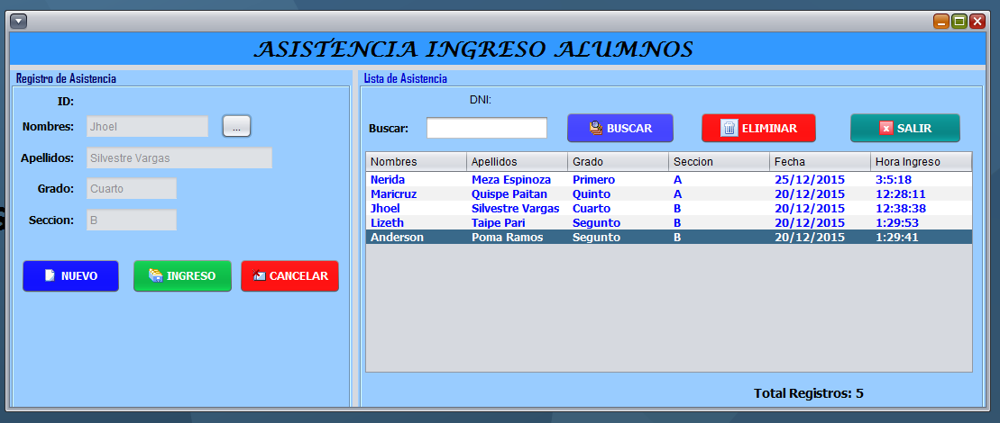 ASISTENCIA INGRESO ALUMNOS
Registro de Asistencia
ID:
Nombres: Jhoel ...
Apellidos: Silvestre Vargas
Grado: Cuarto
Seccion: B
NUEVO INGRESO CANCELAR
Lista de Asistencia
DNI:
Buscar: BUSCAR ELIMINAR SALIR
Nombres Apellidos Grado Seccion Fecha Hora Ingreso
Nerida Meza Espinoza Primero A 25/12/2015 3:5:18
Maricruz Quispe Paitan Quinto A 20/12/2015 12:28:11
Jhoel Silvestre Vargas Cuarto B 20/12/2015 12:38:38
Lizeth Taipe Pari Segunto B 20/12/2015 1:29:53
Anderson Poma Ramos Segunto B 20/12/2015 1:29:41
Total Registros: 5